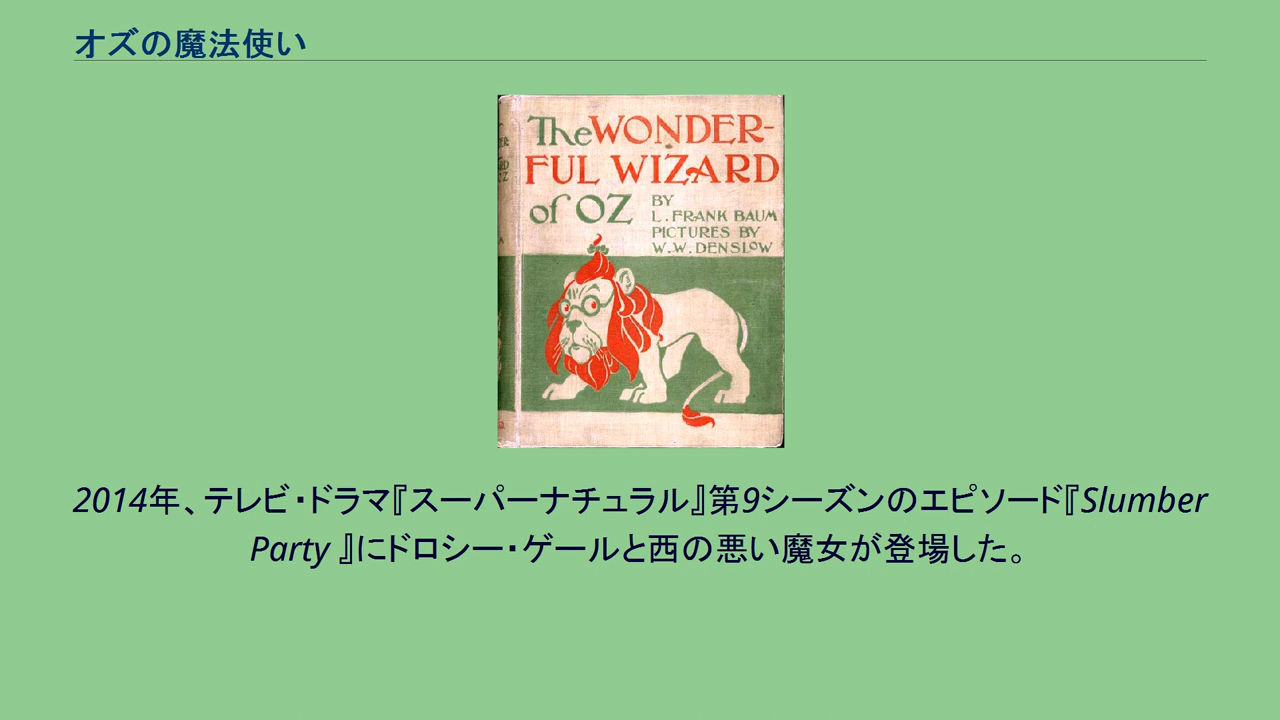 オズの魔法使い
The WONDER-
FUL WIZARD
of OZ
BY
L. FRANK BAUM
PICTURES BY
W.W. DENSLOW
2014年、テレビ・ドラマ『スーパーナチュラル』第9シーズンのエピソード『Slumber
Party 』にドロシー・ゲールと西の悪い魔女が登場した。